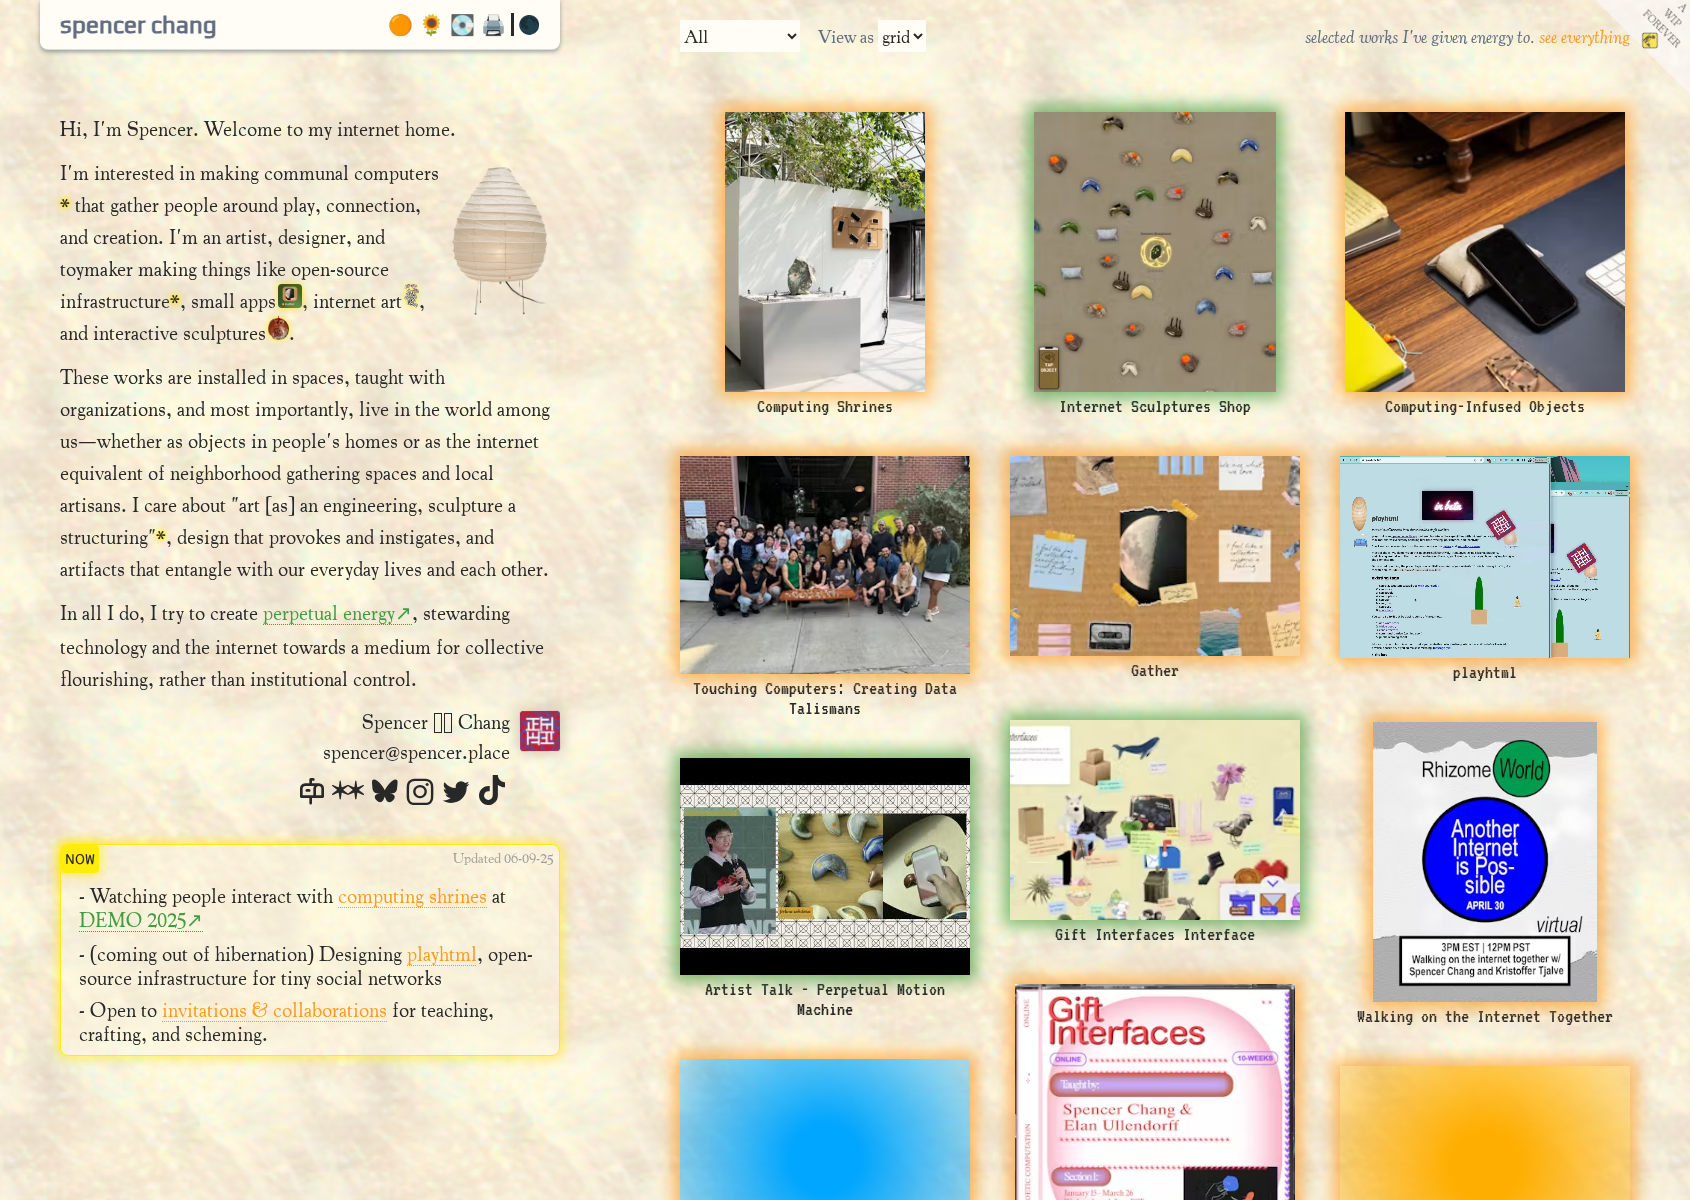 spencer chang
All
View as grid
selected works I've given energy to. see everything
A WIP FOREVER
Hi, I'm Spencer. Welcome to my internet home.
I'm interested in making communal computers
* that gather people around play, connection,
and creation. I'm an artist, designer, and
toymaker making things like open-source
infrastructure*, small apps, internet art,
and interactive sculptures.
These works are installed in spaces, taught with
organizations, and most importantly, live in the world among
us—whether as objects in people's homes or as the internet
equivalent of neighborhood gathering spaces and local
artisans. I care about "art [as] an engineering, sculpture a
structuring"*, design that provokes and instigates, and
artifacts that entangle with our everyday lives and each other.
In all I do, I try to create perpetual energy↗, stewarding
technology and the internet towards a medium for collective
flourishing, rather than institutional control.
Spencer Chang
spencer@spencer.place
NOW
Updated 06-09-25
- Watching people interact with computing shrines at
DEMO 2025↗
- (coming out of hibernation) Designing playhtml, open-
source infrastructure for tiny social networks
- Open to invitations & collaborations for teaching,
crafting, and scheming.
Computing Shrines
TAP
OBJECT
Internet Sculptures Shop
Computing-Infused Objects
Touching Computers: Creating Data
Talismans
Gather
in beta
playhtml
playhtml
Artist Talk - Perpetual Motion
Machine
Gift Interfaces Interface
Rhizome World
Another
Internet
is Pos-
sible
APRIL 30
virtual
3PM EST | 12PM PST
Walking on the internet together w/
Spencer Chang and Kristoffer Tjalve
Walking on the Internet Together
Gift
Interfaces
ONLINE
ONLINE
10-WEEKS
Taught by:
Spencer Chang &
Elan Ullendorff
Section I:
January 15 - March 26